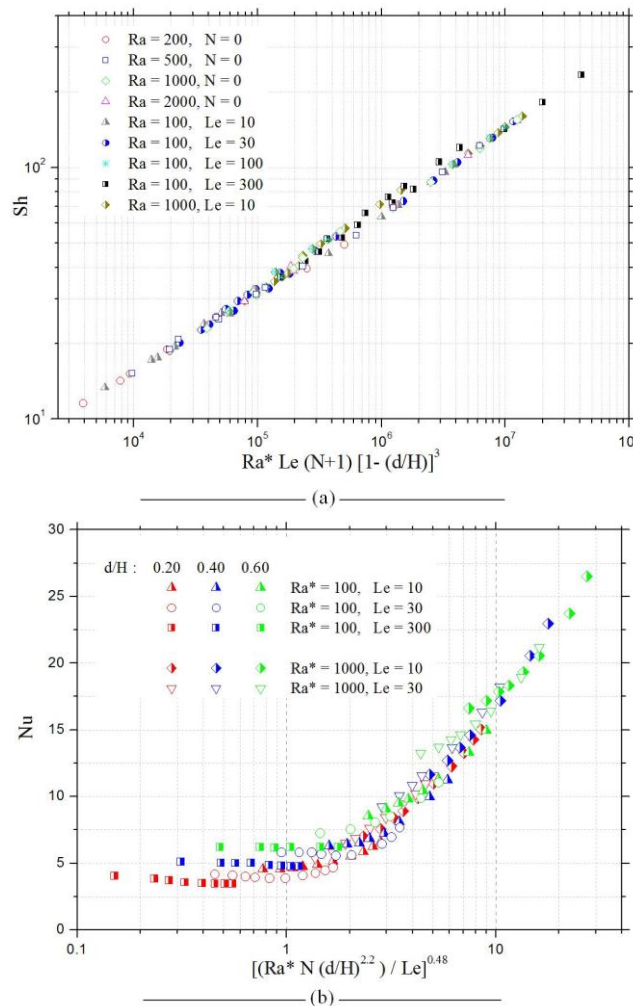 10²
10¹
Sh
Ra = 200, N = 0
Ra = 500, N = 0
Ra = 1000, N = 0
Ra = 2000, N = 0
Ra = 100, Le = 10
Ra = 100, Le = 30
Ra = 100, Le = 100
Ra = 100, Le = 300
Ra = 1000, Le = 10
10⁴ 10⁵ 10⁶ 10⁷ 10
Ra* Le (N+1) [1- (d/H)]³
(a)
30
25
20
15
10
5
0
Nu
d/H : 0.20 0.40 0.60
Ra* = 100, Le = 10
Ra* = 100, Le = 30
Ra* = 100, Le = 300
Ra* = 1000, Le = 10
Ra* = 1000, Le = 30
0.1 1 10
[(Ra* N (d/H)²·² ) / Le]⁰·⁴⁸
(b)